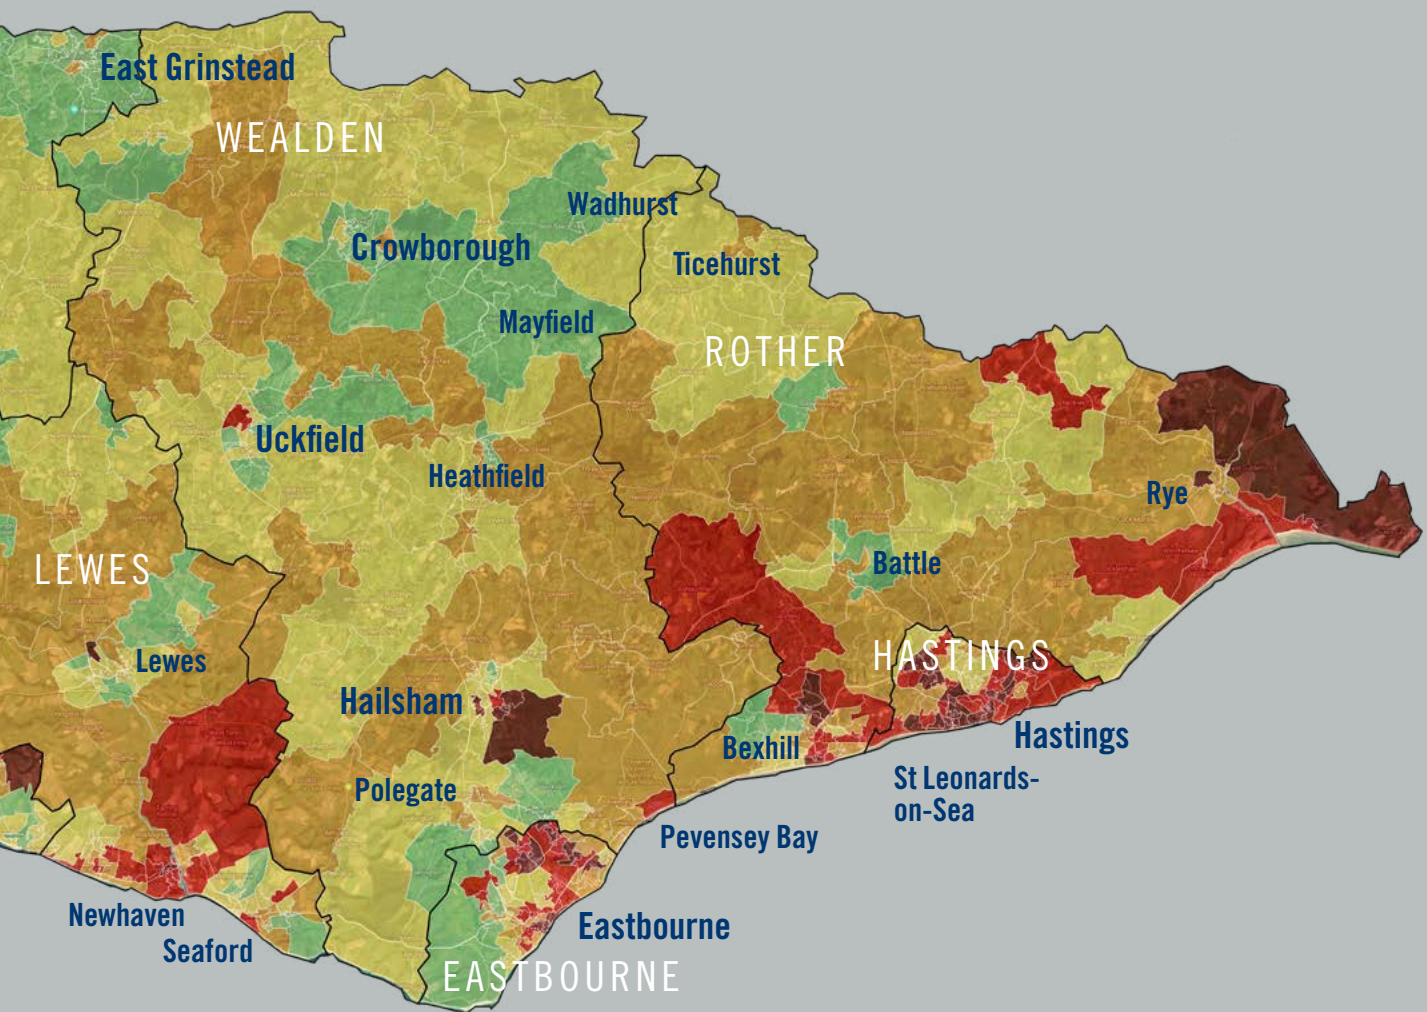 East Grinstead
WEALDEN
Wadhurst
Crowborough
Ticehurst
Mayfield
ROTHER
Uckfield
Heathfield
Rye
LEWES
Battle
Lewes
HASTINGS
Hailsham
Bexhill
Hastings
Polegate
St Leonards-
on-Sea
Pevensey Bay
Newhaven
Eastbourne
Seaford
EASTBOURNE